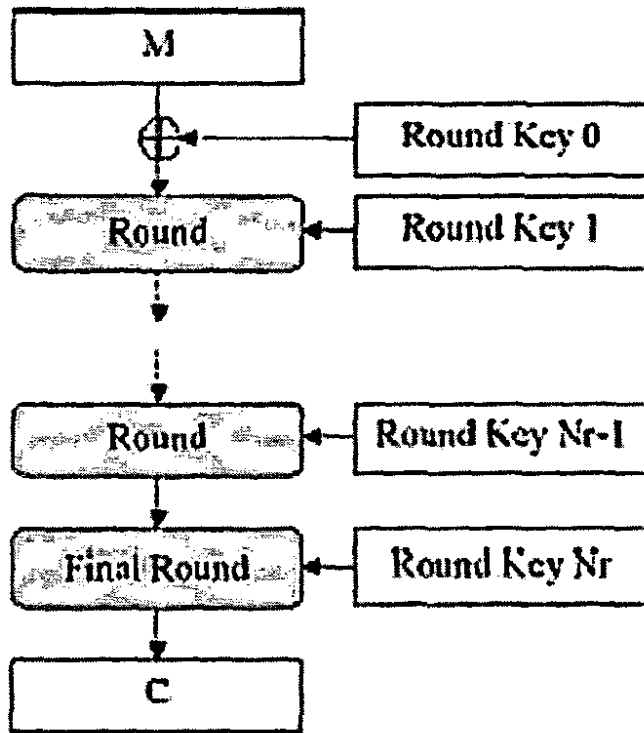 M
Round Key 0
Round
Round Key 1
Round
Round Key Nr-1
Final Round
Round Key Nr
C